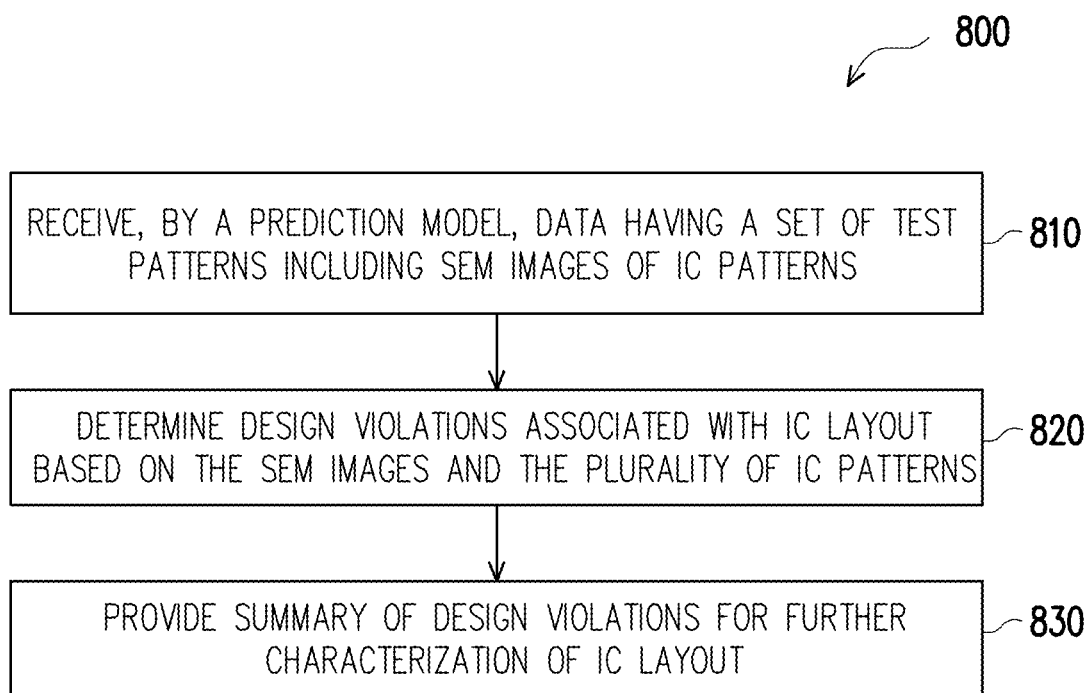 800
RECEIVE, BY A PREDICTION MODEL, DATA HAVING A SET OF TEST
PATTERNS INCLUDING SEM IMAGES OF IC PATTERNS
810
DETERMINE DESIGN VIOLATIONS ASSOCIATED WITH IC LAYOUT
BASED ON THE SEM IMAGES AND THE PLURALITY OF IC PATTERNS
820
PROVIDE SUMMARY OF DESIGN VIOLATIONS FOR FURTHER
CHARACTERIZATION OF IC LAYOUT
830